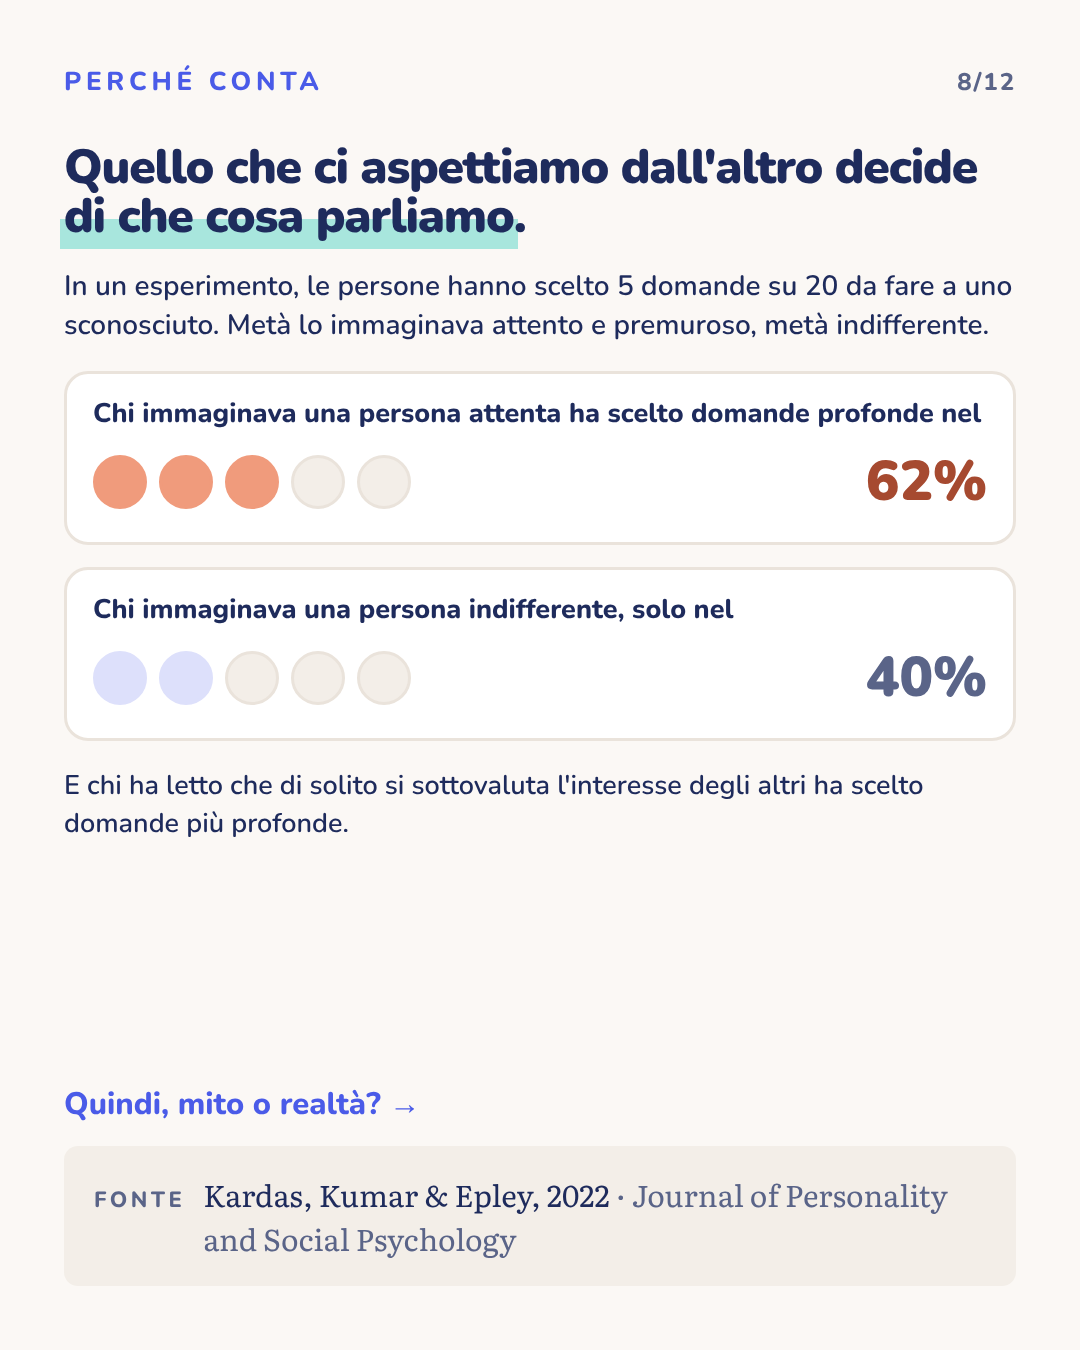 PERCHÉ CONTA
8/12
Quello che ci aspettiamo dall'altro decide
di che cosa parliamo.
In un esperimento, le persone hanno scelto 5 domande su 20 da fare a uno
sconosciuto. Metà lo immaginava attento e premuroso, metà indifferente.
Chi immaginava una persona attenta ha scelto domande profonde nel
62%
Chi immaginava una persona indifferente, solo nel
40%
E chi ha letto che di solito si sottovaluta l'interesse degli altri ha scelto
domande più profonde.
Quindi, mito o realtà? →
FONTE Kardas, Kumar & Epley, 2022 · Journal of Personality
and Social Psychology